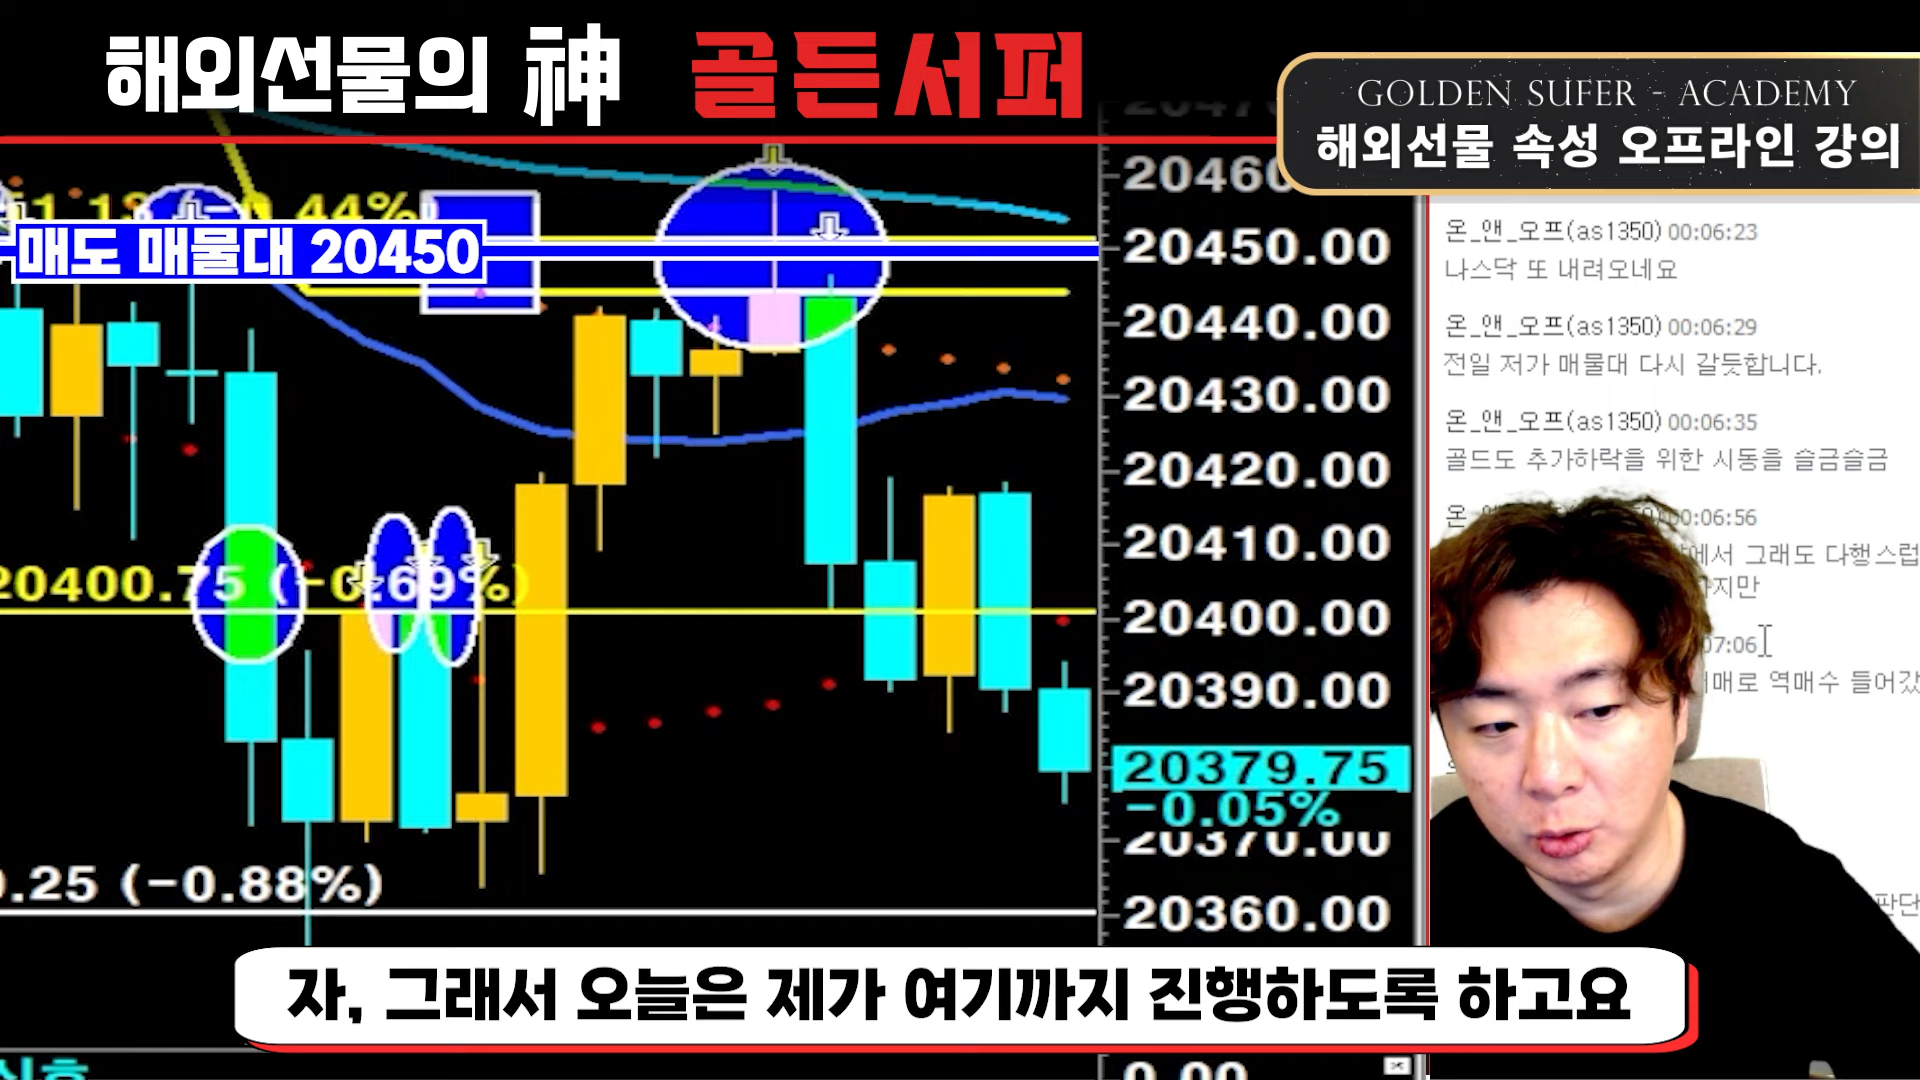 해외선물의 神 골든서퍼
GOLDEN SUFER - ACADEMY
해외선물 속성 오프라인 강의
매도 매물대 20450
20400.75 (-0.69%)
.25 (-0.88%)
20460
20450.00
20440.00
20430.00
20420.00
20410.00
20400.00
20390.00
20379.75
-0.05%
20370.00
20360.00
0.00
온_앤_오프(as1350) 00:06:23
나스닥 또 내려오네요
온_앤_오프(as1350) 00:06:29
전일 저가 매물대 다시 갈듯합니다.
온_앤_오프(as1350) 00:06:35
골드도 추가하락을 위한 시동을 슬금슬금
온
:06:56
에서 그래도 다행스럽
지만
07:06
매로 역매수 들어갔
판단
자, 그래서 오늘은 제가 여기까지 진행하도록 하고요
신호